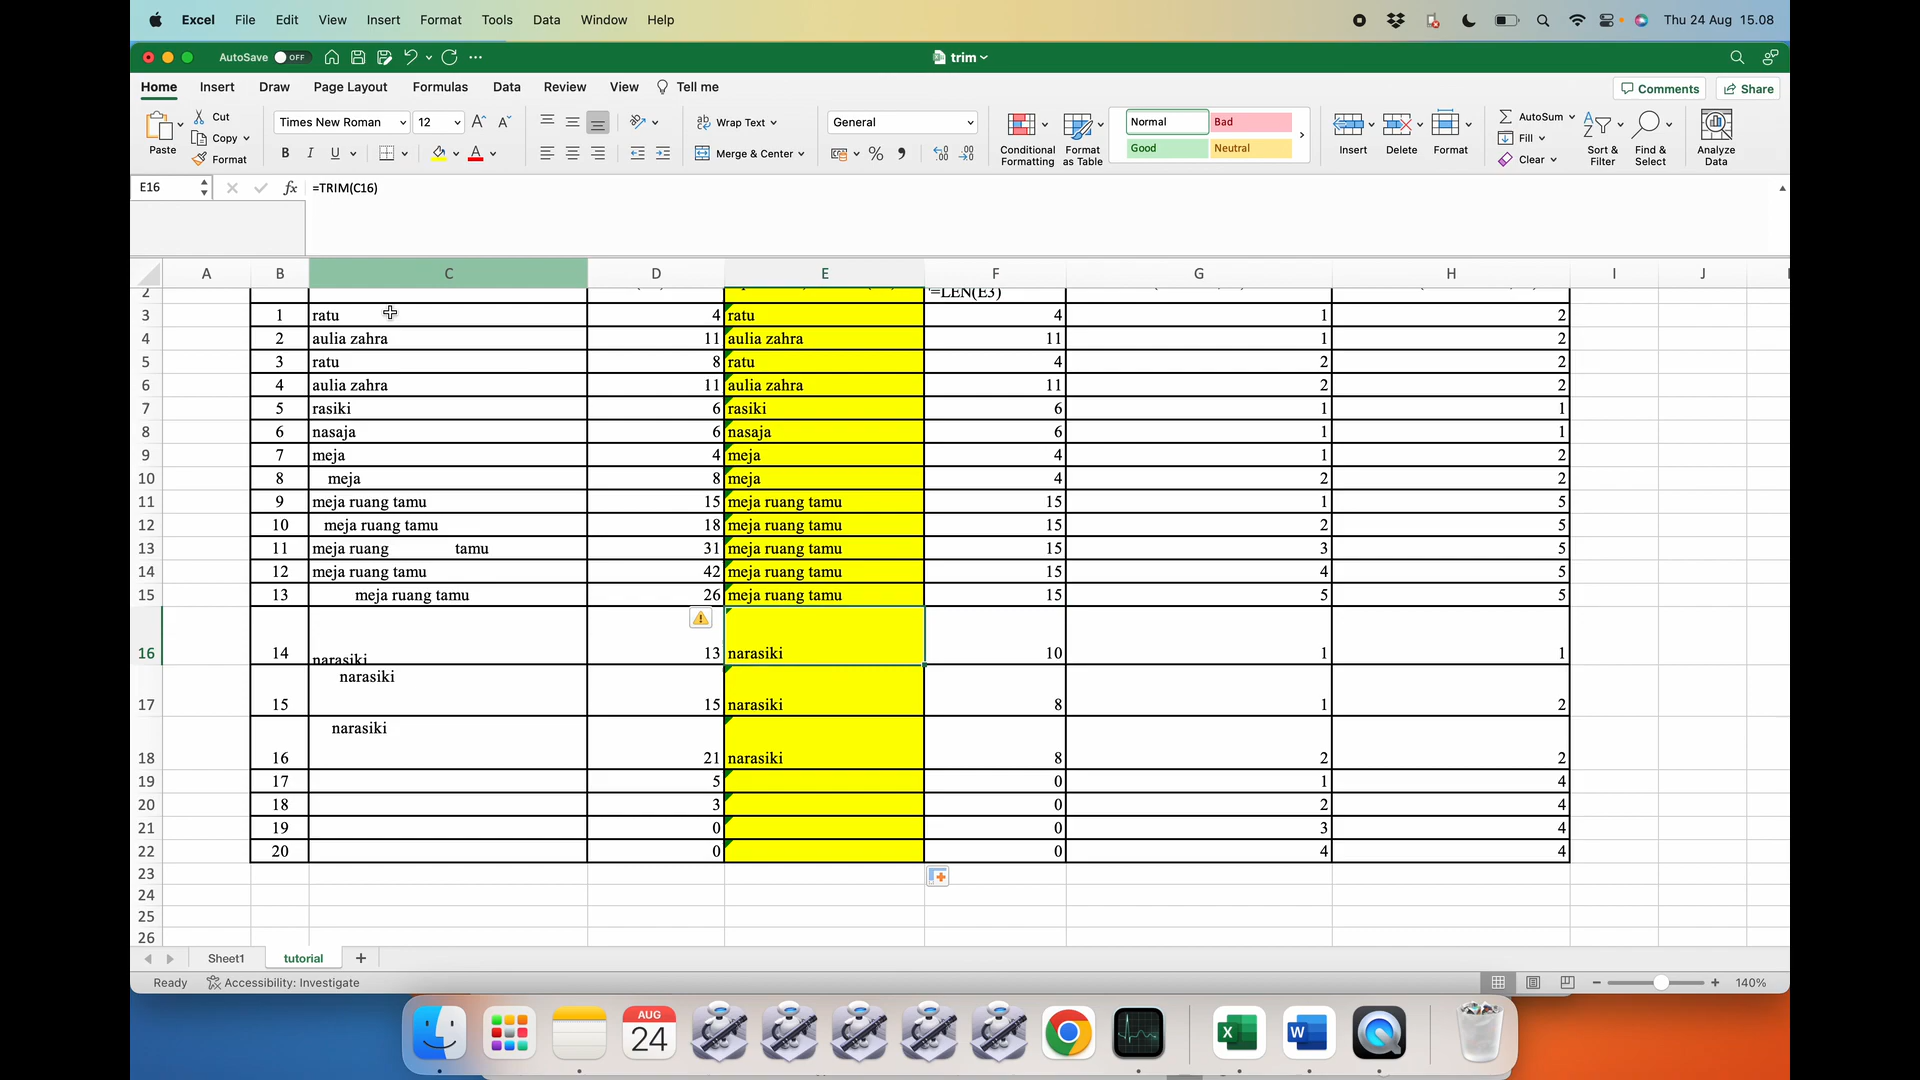 Excel File Edit View Insert Format Tools Data Window Help Thu 24 Aug 15.08
AutoSave OFF trim
Home Insert Draw Page Layout Formulas Data Review View Tell me Comments Share
Paste Cut Copy Format
Times New Roman 12
B I U A
Wrap Text
Merge & Center
General
Conditional Formatting
Format as Table
Normal Bad
Good Neutral
Insert Delete Format
AutoSum
Fill
Clear
Sort & Filter
Find & Select
Analyze Data
E16 fx =TRIM(C16)
A B C D E F G H I J
2 '=LEN(E3)
3 1 ratu 4 ratu 4 1 2
4 2 aulia zahra 11 aulia zahra 11 1 2
5 3 ratu 8 ratu 4 2 2
6 4 aulia zahra 11 aulia zahra 11 2 2
7 5 rasiki 6 rasiki 6 1 1
8 6 nasaja 6 nasaja 6 1 1
9 7 meja 4 meja 4 1 2
10 8 meja 8 meja 4 2 2
11 9 meja ruang tamu 15 meja ruang tamu 15 1 5
12 10 meja ruang tamu 18 meja ruang tamu 15 2 5
13 11 meja ruang tamu 31 meja ruang tamu 15 3 5
14 12 meja ruang tamu 42 meja ruang tamu 15 4 5
15 13 meja ruang tamu 26 meja ruang tamu 15 5 5
16 14 narasiki 13 narasiki 10 1 1
17 15 narasiki 15 narasiki 8 1 2
18 16 narasiki 21 narasiki 8 2 2
19 17 5 0 1 4
20 18 3 0 2 4
21 19 0 0 3 4
22 20 0 0 4 4
23
24
25
26
Sheet1 tutorial
Ready Accessibility: Investigate 140%
AUG
24
X W